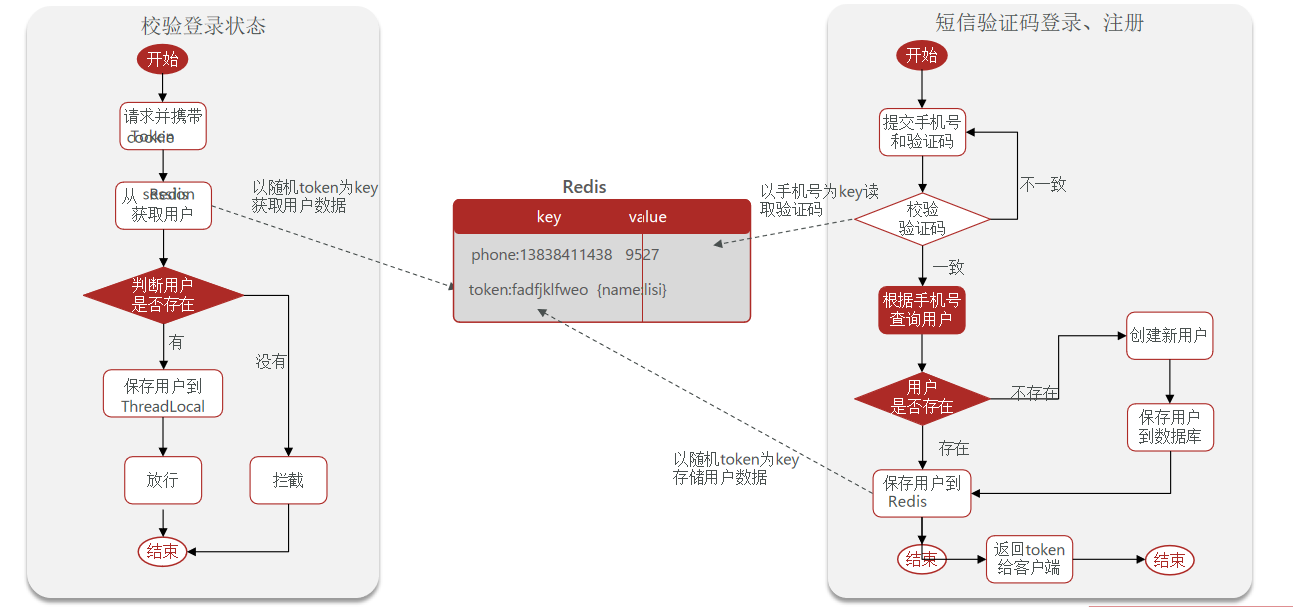 校验登录状态
开始
请求并携带
Token
cookie
从 session
Redis
获取用户
判断用户
是否存在
有
没有
保存用户到
ThreadLocal
放行
拦截
结束
以随机token为key
获取用户数据
Redis
key value
phone:13838411438 9527
token:fadfjklfweo {name:lisi}
以手机号为key读
取验证码
以随机token为key
存储用户数据
短信验证码登录、注册
开始
提交手机号
和验证码
不一致
校验
验证码
一致
根据手机号
查询用户
用户
是否存在
不存在
创建新用户
保存用户
到数据库
存在
保存用户到
Redis
结束
返回token
给客户端
结束